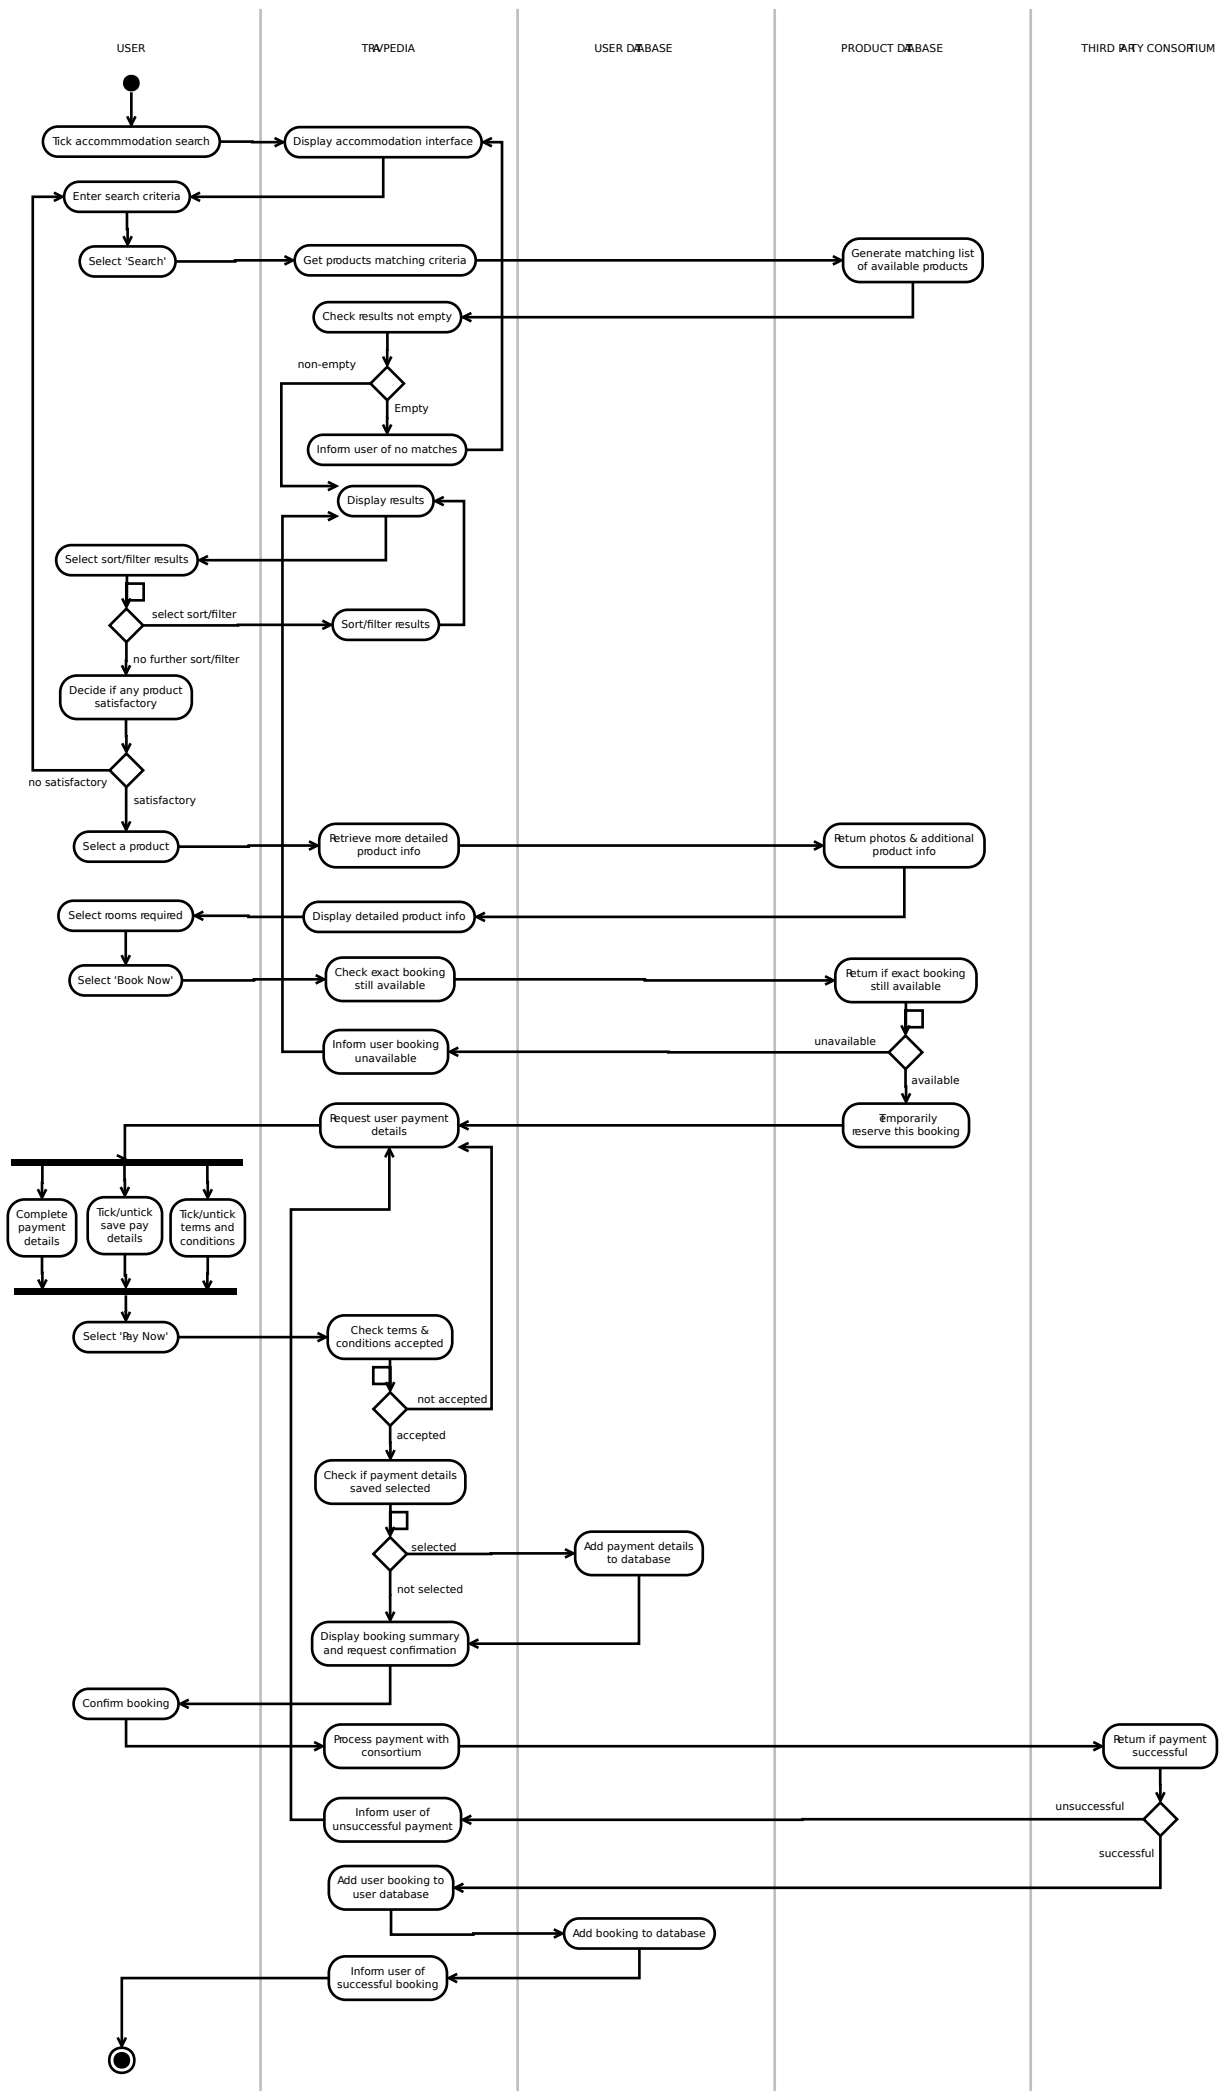 USER
TRAVPEDIA
USER DATABASE
PRODUCT DATABASE
THIRD PARTY CONSORTIUM
Tick accommmodation search
Display accommodation interface
Enter search criteria
Select 'Search'
Get products matching criteria
Generate matching list
of available products
Check results not empty
non-empty
Empty
Inform user of no matches
Display results
Select sort/filter results
select sort/filter
Sort/filter results
no further sort/filter
Decide if any product
satisfactory
no satisfactory
satisfactory
Select a product
Retrieve more detailed
product info
Return photos & additional
product info
Select rooms required
Display detailed product info
Select 'Book Now'
Check exact booking
still available
Return if exact booking
still available
Inform user booking
unavailable
unavailable
available
Request user payment
details
Temporarily
reserve this booking
Complete
payment
details
Tick/untick
save pay
details
Tick/untick
terms and
conditions
Select 'Pay Now'
Check terms &
conditions accepted
not accepted
accepted
Check if payment details
saved selected
selected
Add payment details
to database
not selected
Display booking summary
and request confirmation
Confirm booking
Process payment with
consortium
Return if payment
successful
Inform user of
unsuccessful payment
unsuccessful
successful
Add user booking to
user database
Add booking to database
Inform user of
successful booking